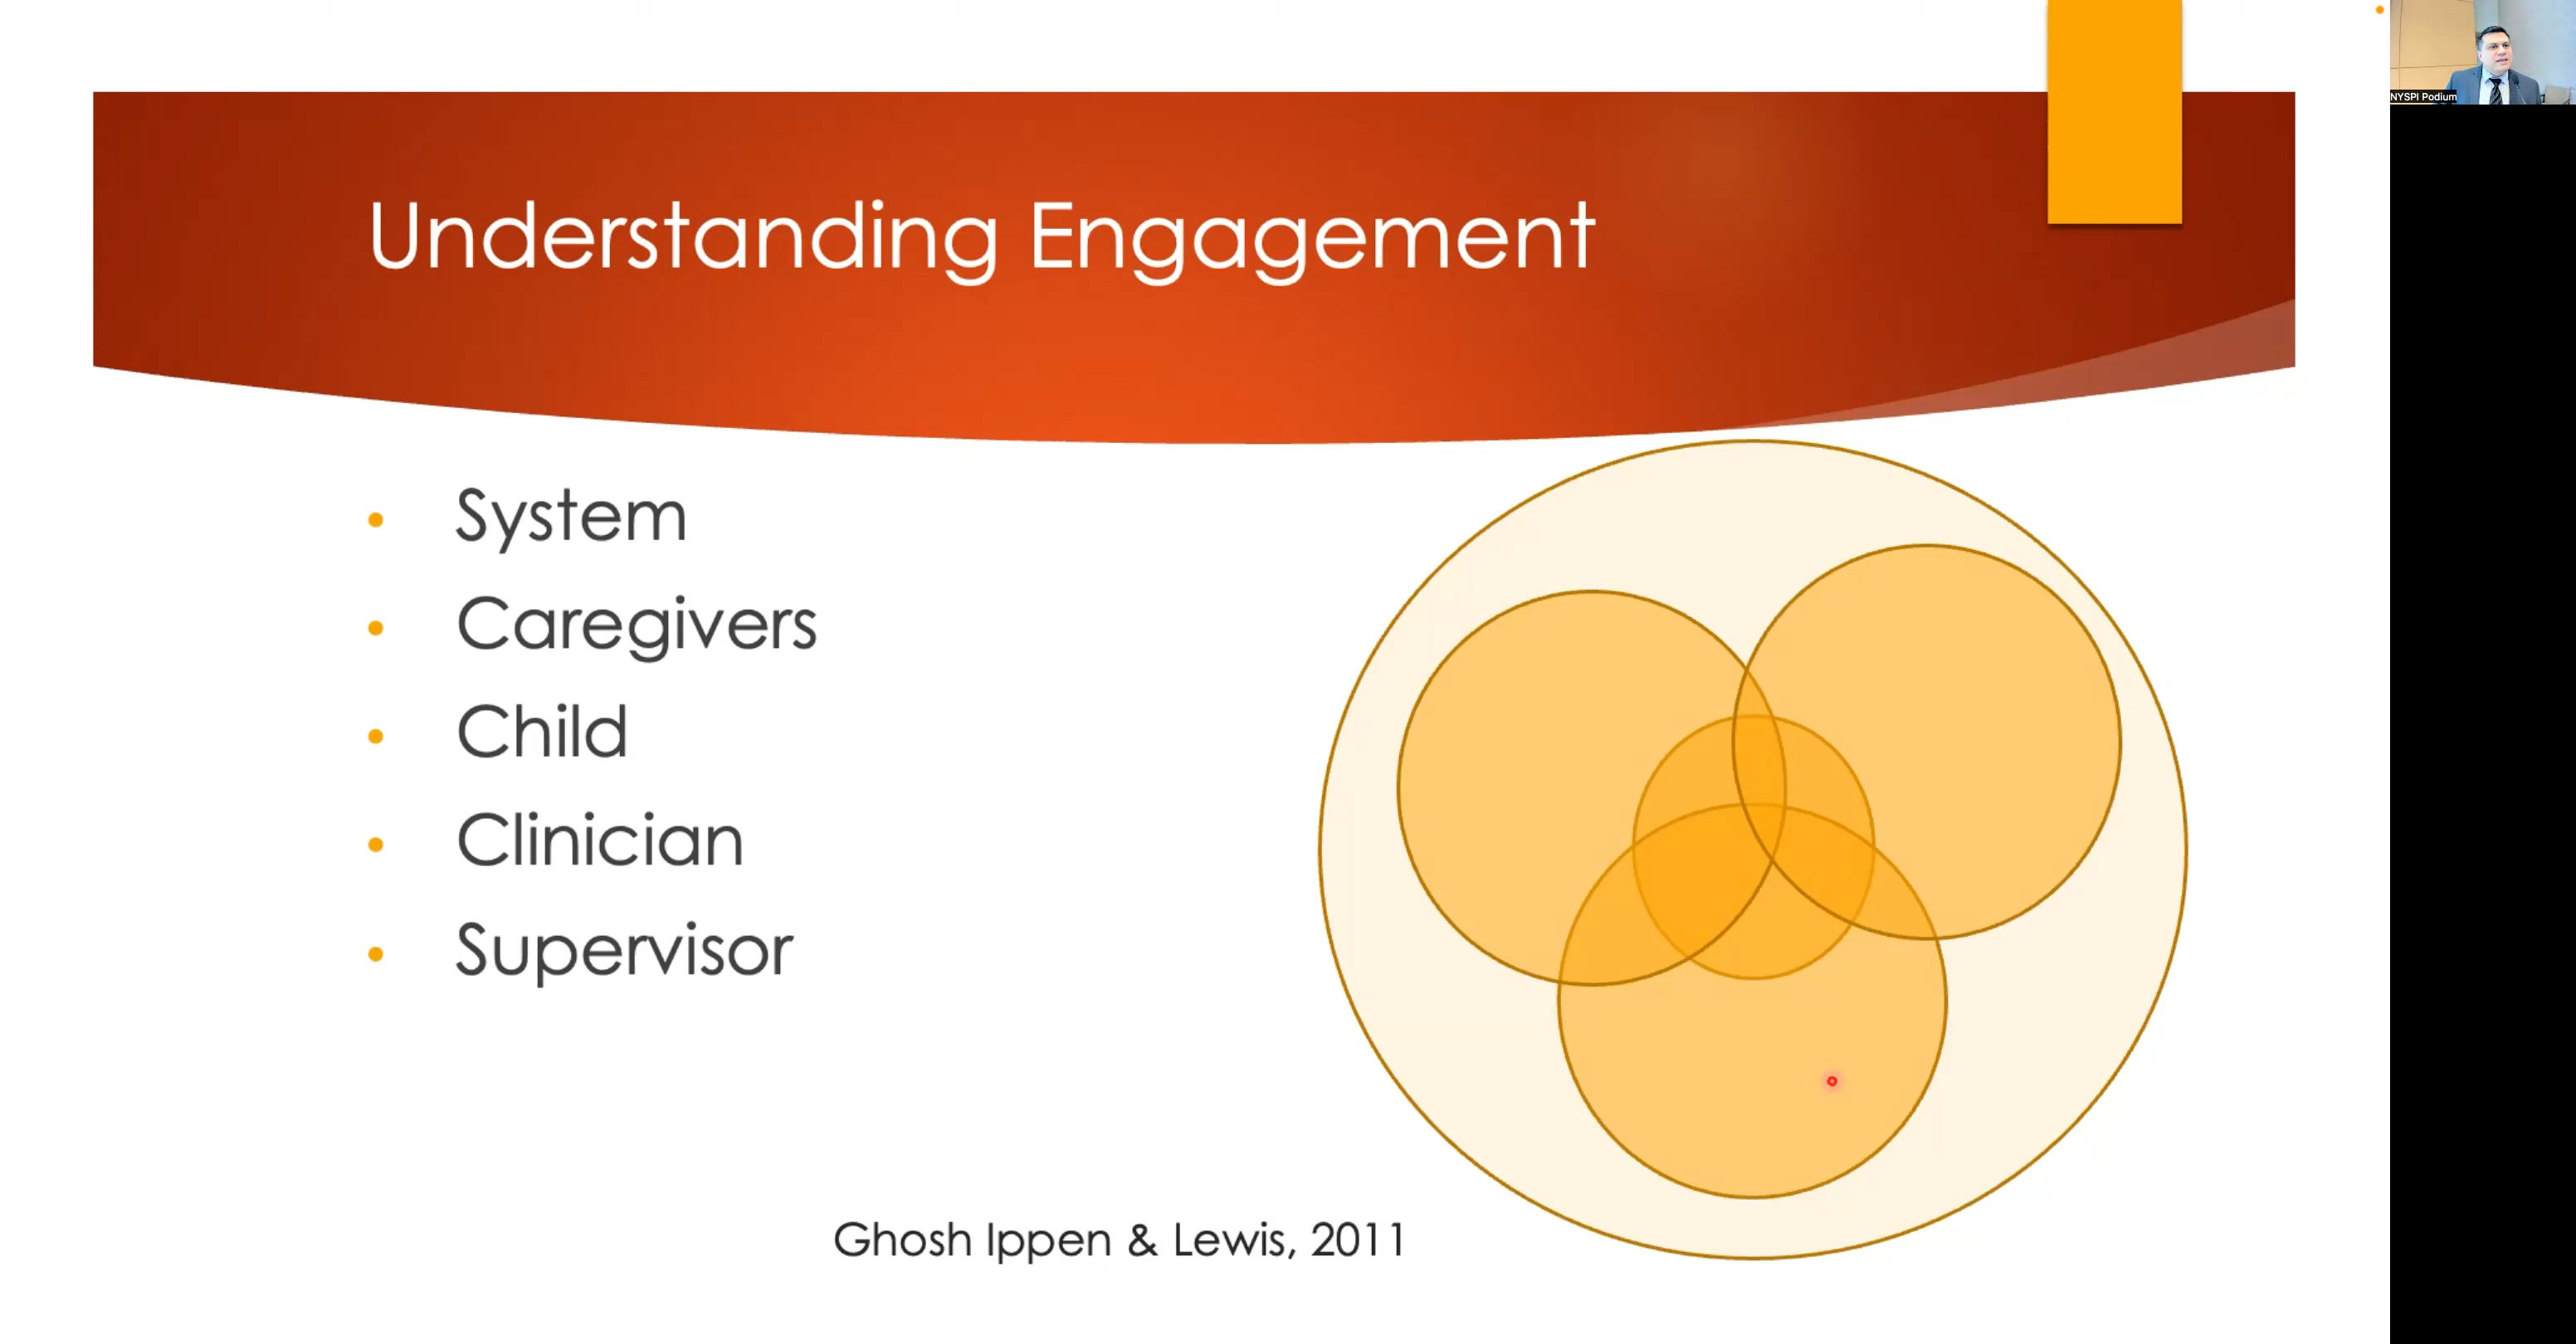 NYSPI Podium
Understanding Engagement
• System
• Caregivers
• Child
• Clinician
• Supervisor
Ghosh Ippen & Lewis, 2011